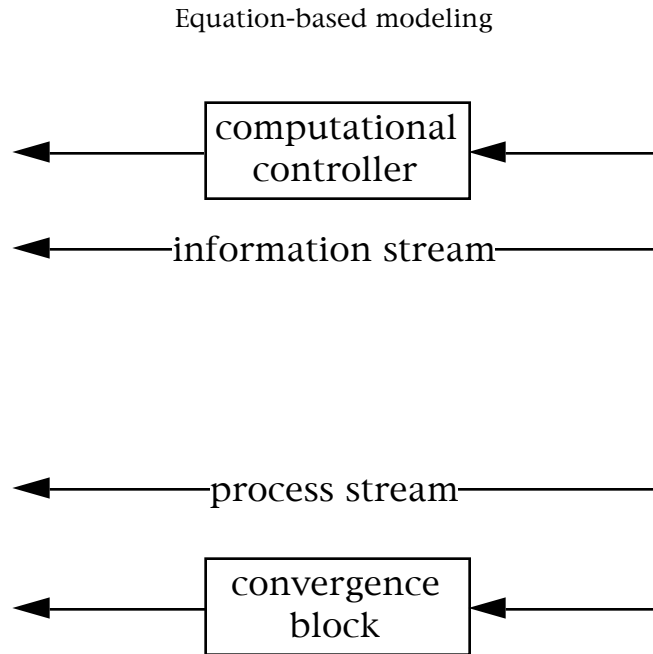 Equation-based modeling
computational
controller
information stream
process stream
convergence
block